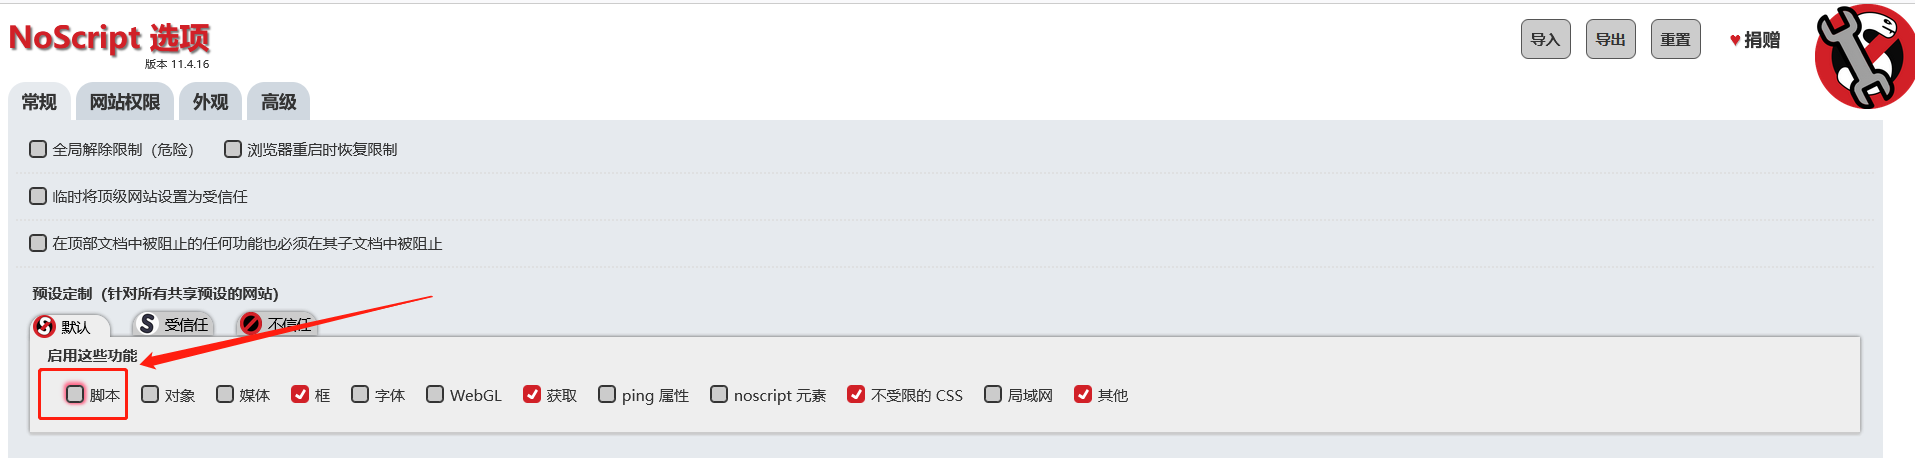 NoScript 选项
版本 11.4.16
导入 导出 重置 ♥捐赠
常规 网站权限 外观 高级
全局解除限制（危险） 浏览器重启时恢复限制
临时将顶级网站设置为受信任
在顶部文档中被阻止的任何功能也必须在其子文档中被阻止
预设定制（针对所有共享预设的网站）
默认 S 受信任 不信任
启用这些功能
脚本 对象 媒体 框 字体 WebGL 获取 ping 属性 noscript 元素 不受限的 CSS 局域网 其他